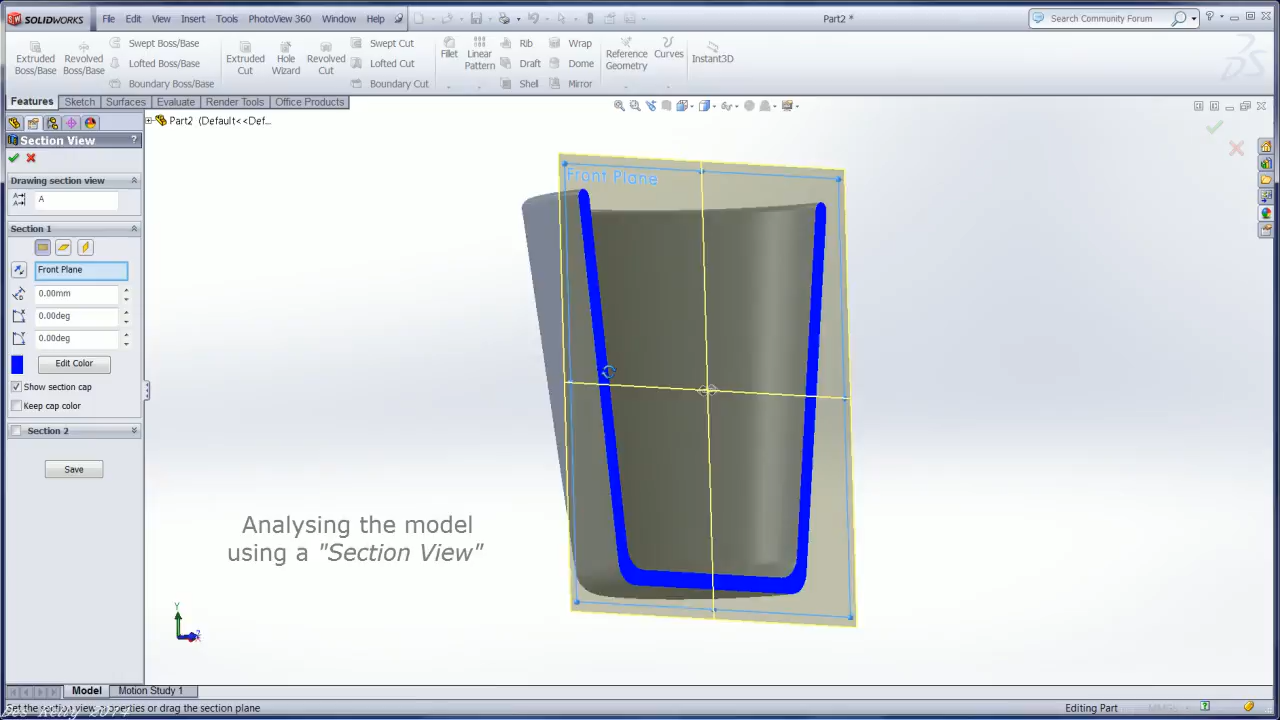 SOLIDWORKS File Edit View Insert Tools PhotoView 360 Window Help Part2 * Search Community Forum
Extruded Boss/Base
Revolved Boss/Base
Swept Boss/Base
Lofted Boss/Base
Boundary Boss/Base
Extruded Cut
Hole Wizard
Revolved Cut
Swept Cut
Lofted Cut
Boundary Cut
Fillet
Linear Pattern
Rib
Draft
Shell
Wrap
Dome
Mirror
Reference Geometry
Curves
Instant3D
Features Sketch Surfaces Evaluate Render Tools Office Products
Part2 (Default<<Def...
Section View ?
Drawing section view
A
Section 1
Front Plane
0.00mm
0.00deg
0.00deg
Edit Color
Show section cap
Keep cap color
Section 2
Save
Front Plane
Analysing the model
using a "Section View"
Y
Model Motion Study 1
Set the section view properties or drag the section plane
Editing Part
MMGS
Des Kelly 2014